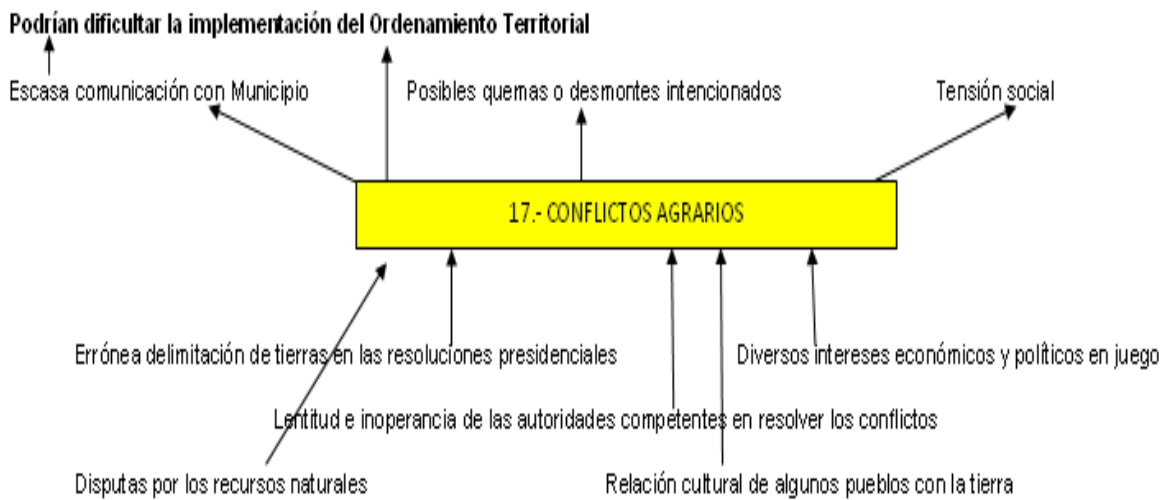 Podrían dificultar la implementación del Ordenamiento Territorial
Escasa comunicación con Municipio
Posibles quemas o desmontes intencionados
Tensión social
17.- CONFLICTOS AGRARIOS
Errónea delimitación de tierras en las resoluciones presidenciales
Diversos intereses económicos y políticos en juego
Lentitud e inoperancia de las autoridades competentes en resolver los conflictos
Disputas por los recursos naturales
Relación cultural de algunos pueblos con la tierra